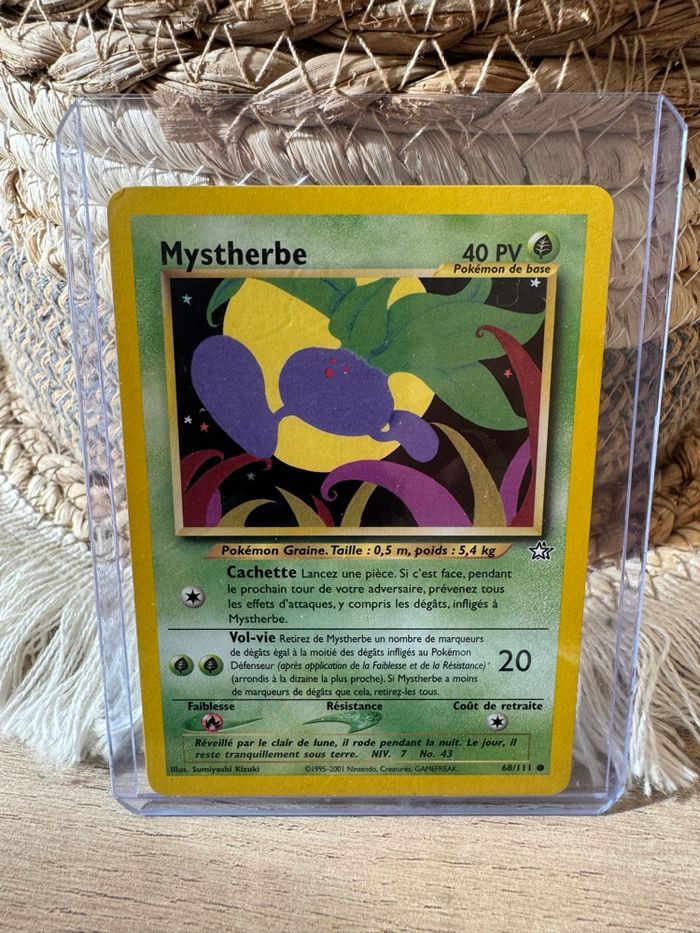 Mystherbe
40 PV
Pokémon de base
Pokémon Graine. Taille : 0,5 m, poids : 5,4 kg
Cachette Lancez une pièce. Si c'est face, pendant
le prochain tour de votre adversaire, prévenez tous
les effets d'attaques, y compris les dégâts, infligés à
Mystherbe.
Vol-vie Retirez de Mystherbe un nombre de marqueurs
de dégâts égal à la moitié des dégâts infligés au Pokémon
Défenseur (après application de la Faiblesse et de la Résistance)
(arrondis à la dizaine la plus proche). Si Mystherbe a moins
de marqueurs de dégâts que cela, retirez-les tous.
20
Faiblesse
Résistance
Coût de retraite
Réveillé par le clair de lune, il rode pendant la nuit. Le jour, il
reste tranquillement sous terre. NIV. 7 No. 43
Illus. Sumiyoshi Kizuki
©1995-2001 Nintendo, Creatures, GAMEFREAK.
68/111